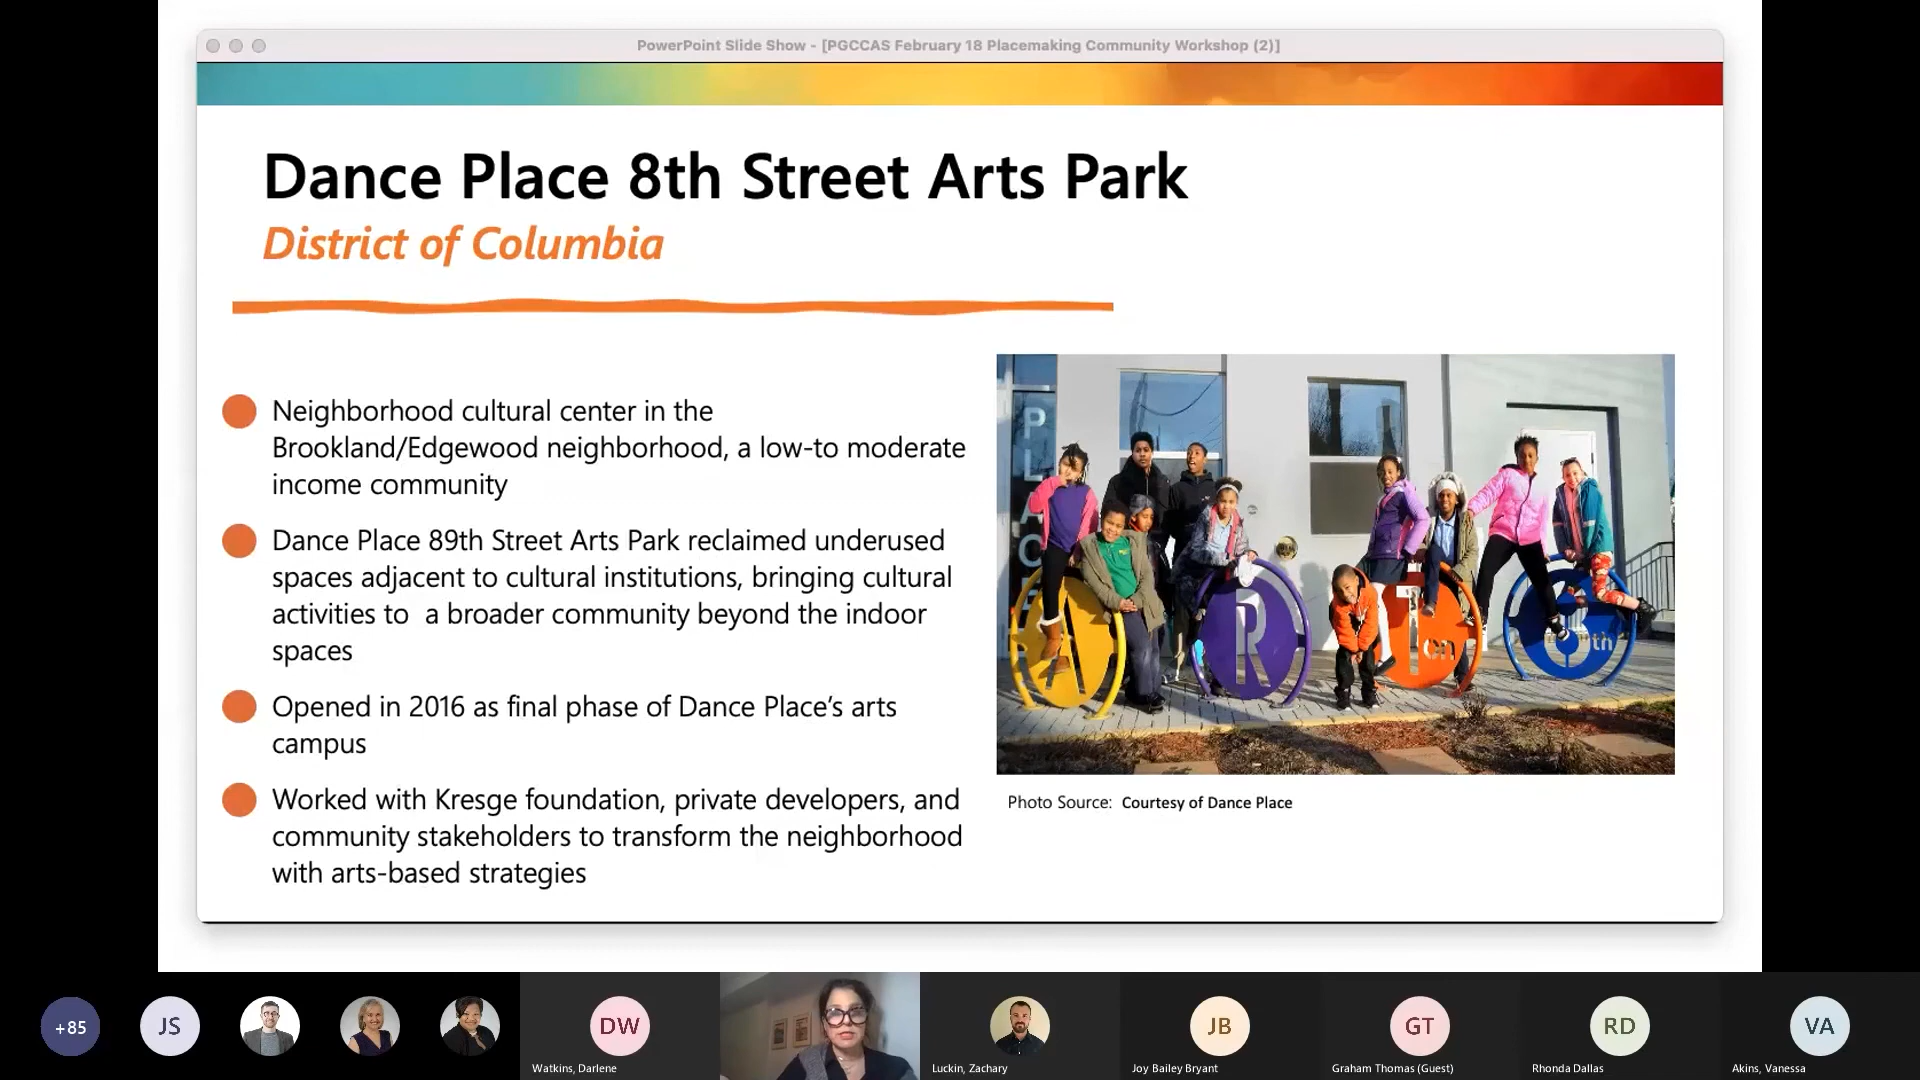 PowerPoint Slide Show - [PGCCAS February 18 Placemaking Community Workshop (2)]
Dance Place 8th Street Arts Park
District of Columbia
Neighborhood cultural center in the
Brookland/Edgewood neighborhood, a low-to moderate
income community
Dance Place 89th Street Arts Park reclaimed underused
spaces adjacent to cultural institutions, bringing cultural
activities to  a broader community beyond the indoor
spaces
Opened in 2016 as final phase of Dance Place’s arts
campus
Worked with Kresge foundation, private developers, and
community stakeholders to transform the neighborhood
with arts-based strategies
PLACE
A R T on 8th
Photo Source:  Courtesy of Dance Place
+85
JS
DW
JB
GT
RD
VA
Watkins, Darlene
Luckin, Zachary
Joy Bailey Bryant
Graham Thomas (Guest)
Rhonda Dallas
Akins, Vanessa